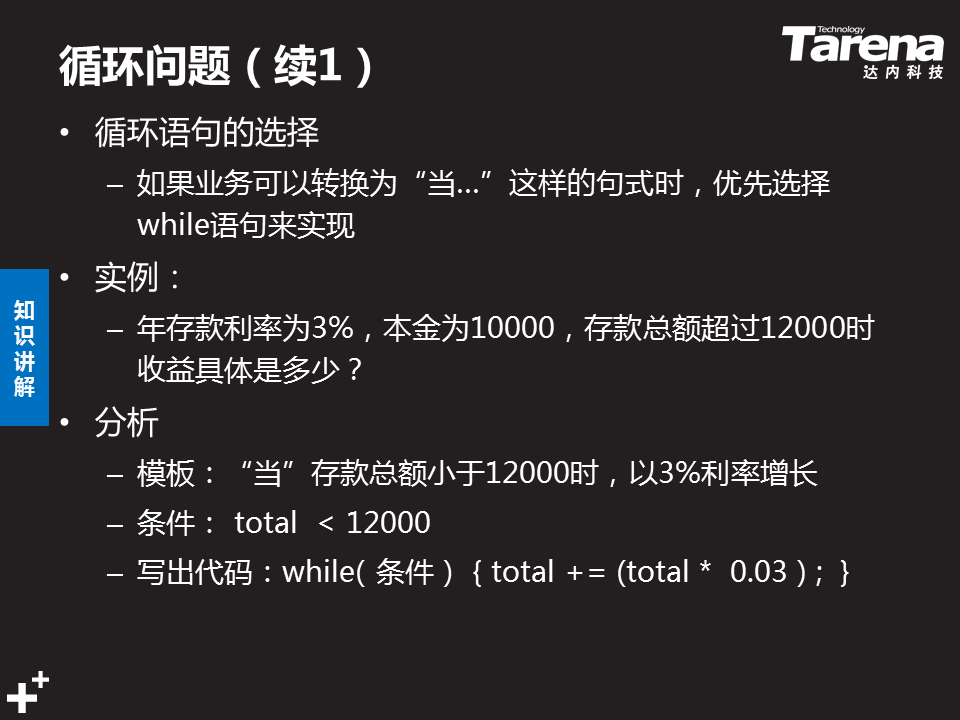 循环问题（续1）
Technology
Tarena
达内科技
• 循环语句的选择
– 如果业务可以转换为“当…”这样的句式时，优先选择
while语句来实现
• 实例：
– 年存款利率为3%，本金为10000，存款总额超过12000时
收益具体是多少？
• 分析
– 模板：“当”存款总额小于12000时，以3%利率增长
– 条件： total < 12000
– 写出代码：while( 条件 ） { total += (total * 0.03 ) ; }
知
识
讲
解